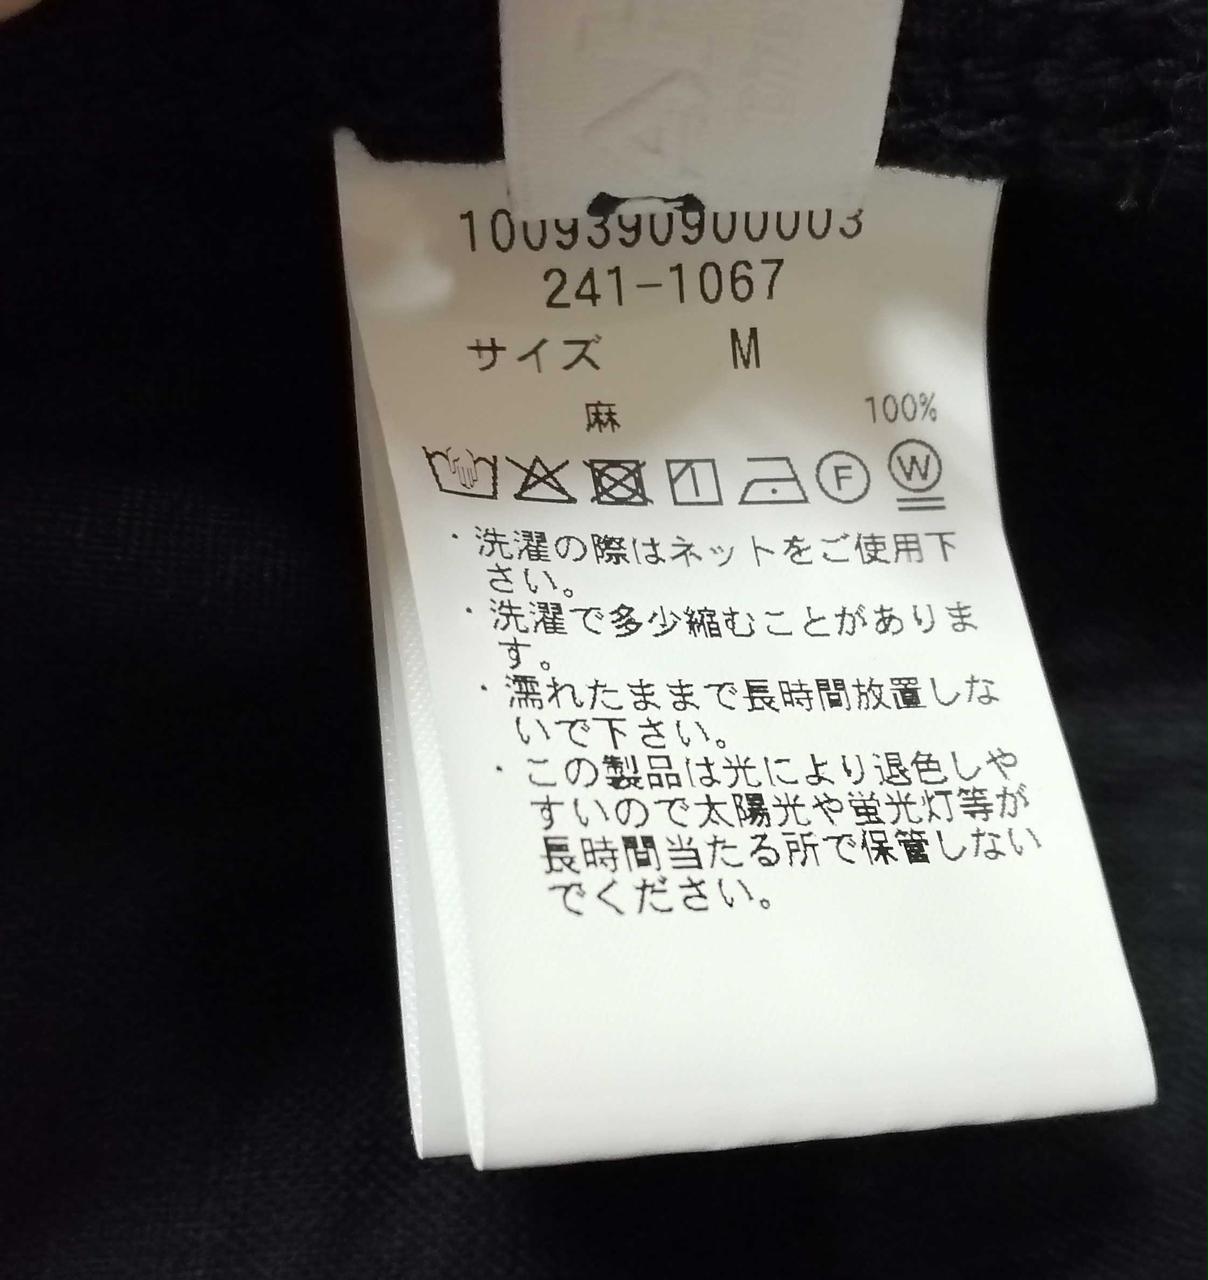 1009390900003
241-1067
サイズ M
麻 100%
F W
・洗濯の際はネットをご使用下
さい。
・洗濯で多少縮むことがありま
す。
・濡れたままで長時間放置しな
いで下さい。
・この製品は光により退色しや
すいので太陽光や蛍光灯等が
長時間当たる所で保管しない
でください。